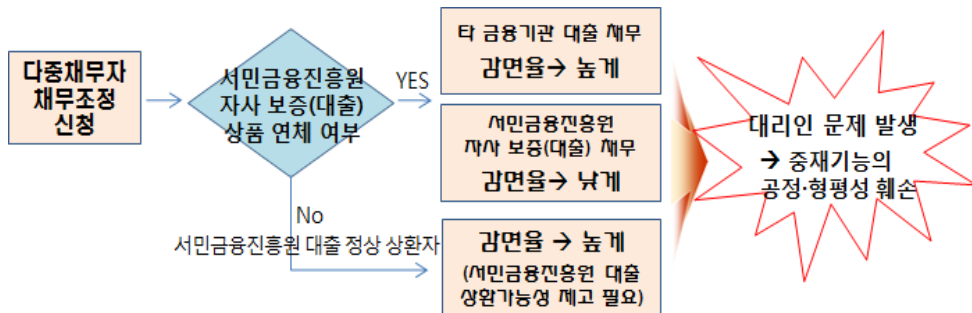 다중채무자
채무조정
신청
서민금융진흥원
자사 보증(대출)
상품 연체 여부
YES
타 금융기관 대출 채무
감면율→ 높게
서민금융진흥원
자사 보증(대출) 채무
감면율→ 낮게
No
서민금융진흥원 대출 정상 상환자
감면율 → 높게
(서민금융진흥원 대출
상환가능성 제고 필요)
대리인 문제 발생
→ 중재기능의
공정·형평성 훼손